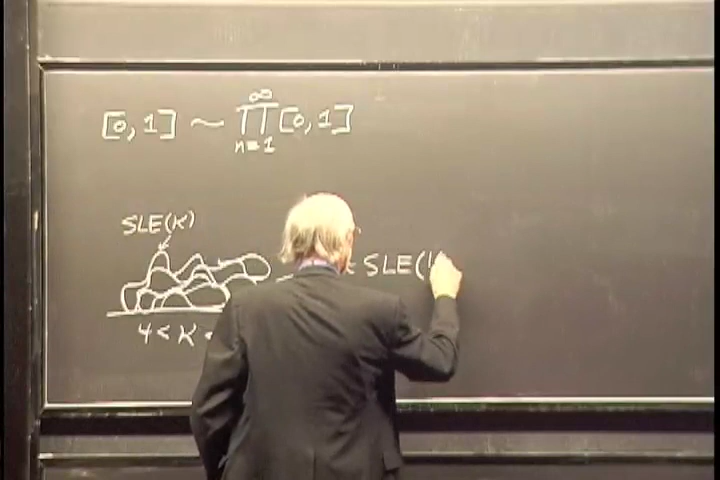 [0, 1] ~ ∞∏n=1 [0, 1]
SLE(κ)
SLE(
4 < κ <